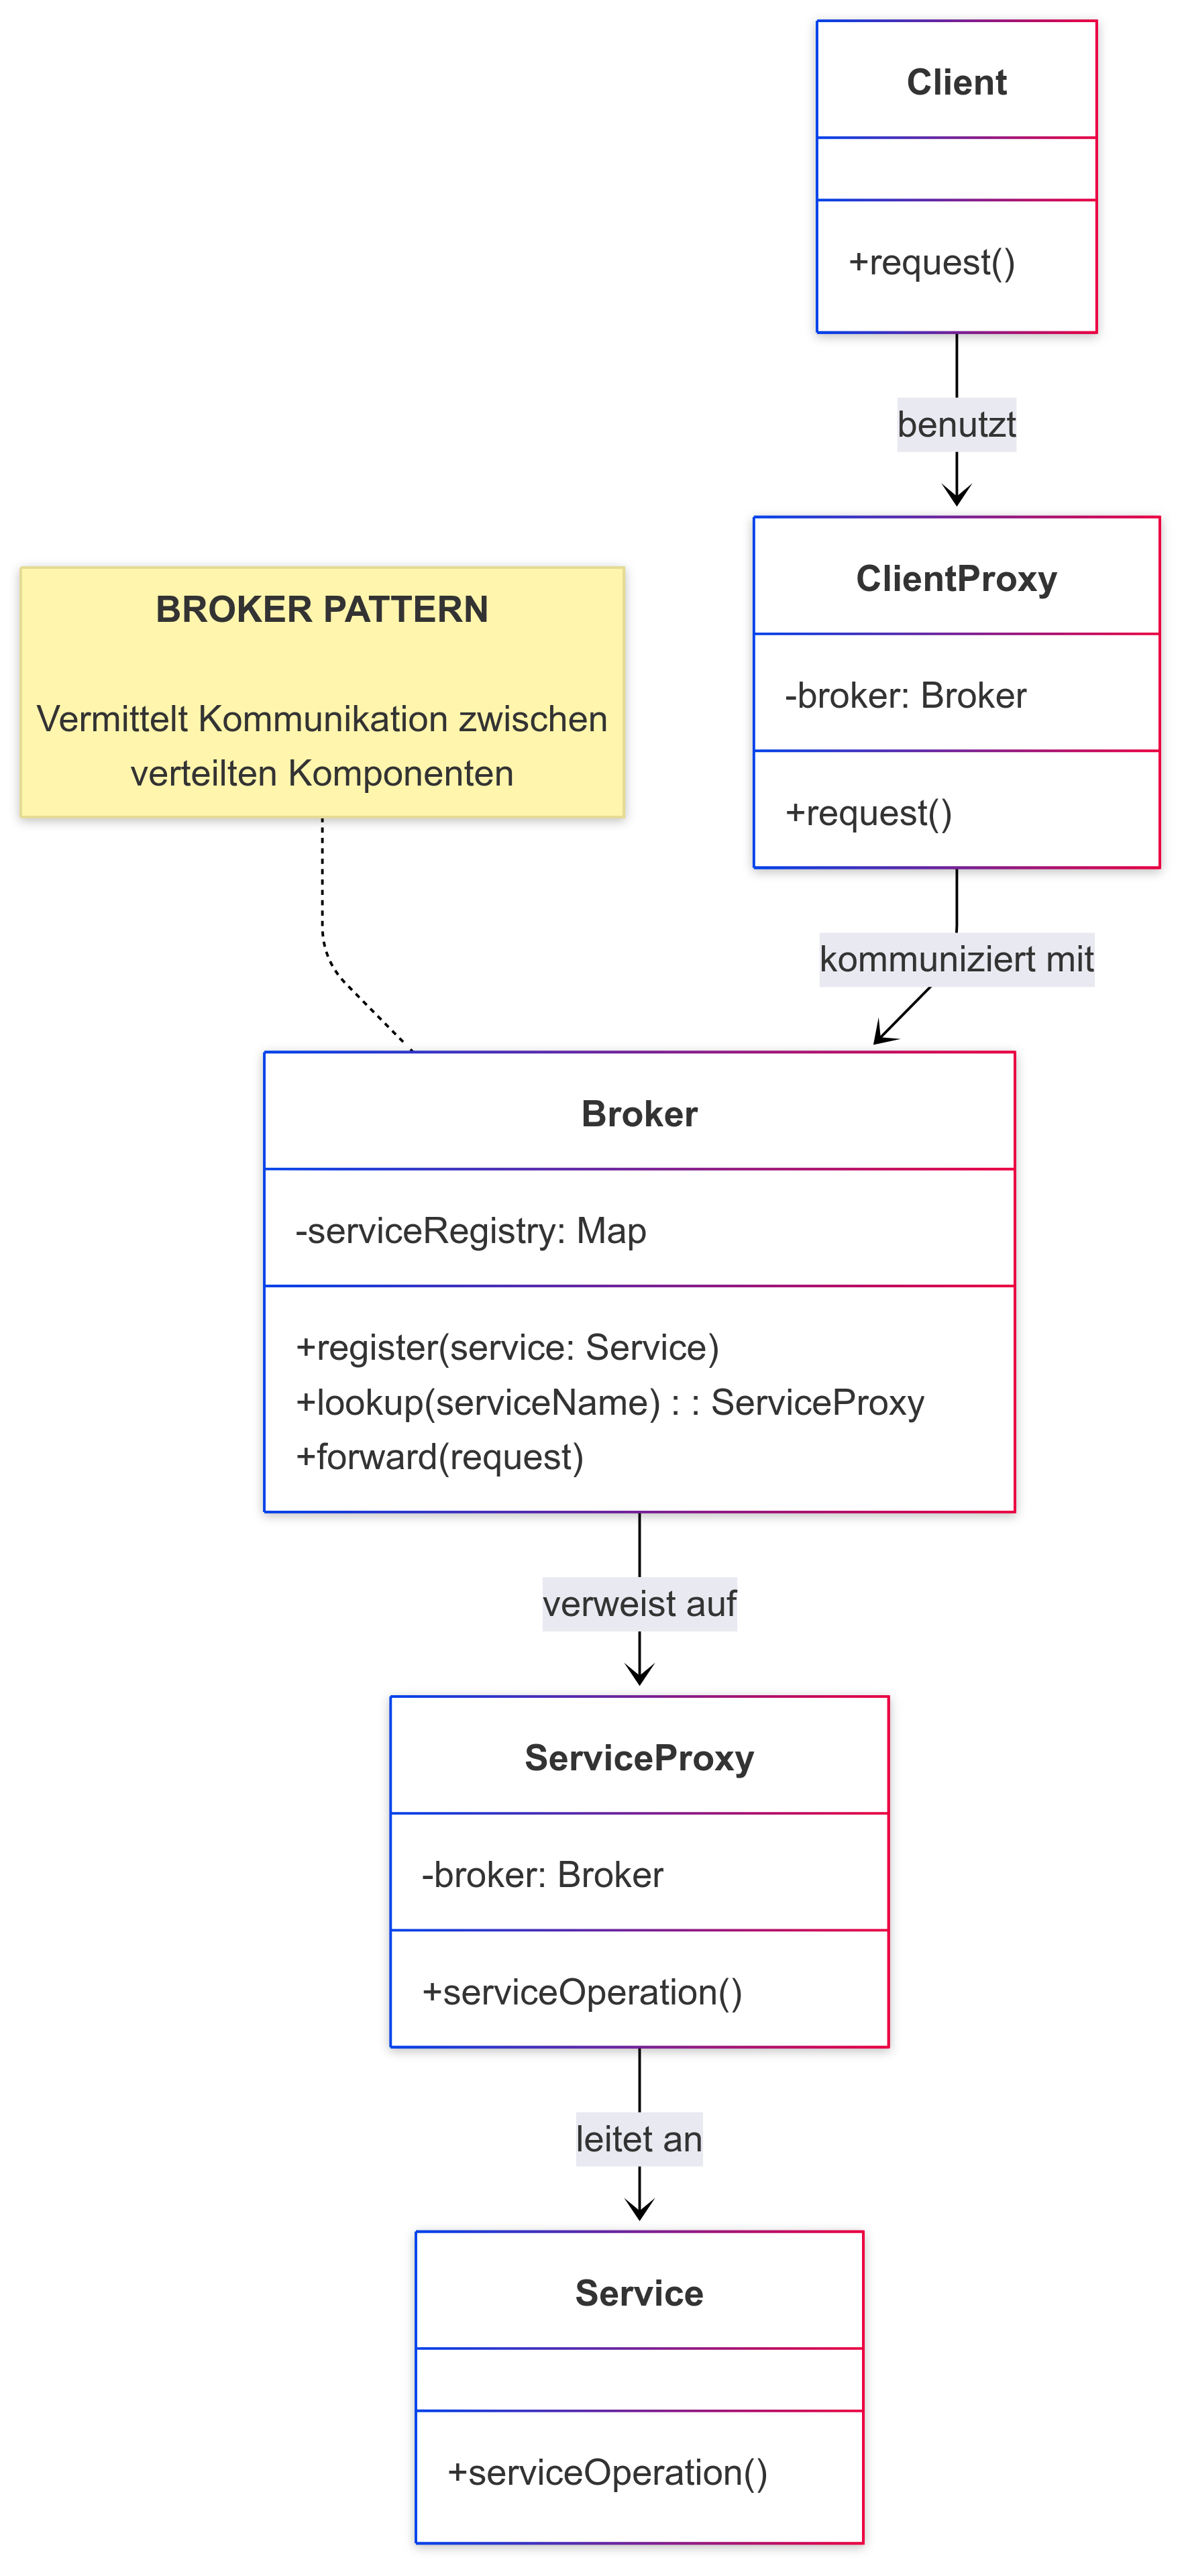 Client
+request()
benutzt
ClientProxy
-broker: Broker
+request()
BROKER PATTERN
Vermittelt Kommunikation zwischen
verteilten Komponenten
kommuniziert mit
Broker
-serviceRegistry: Map
+register(service: Service)
+lookup(serviceName) : : ServiceProxy
+forward(request)
verweist auf
ServiceProxy
-broker: Broker
+serviceOperation()
leitet an
Service
+serviceOperation()